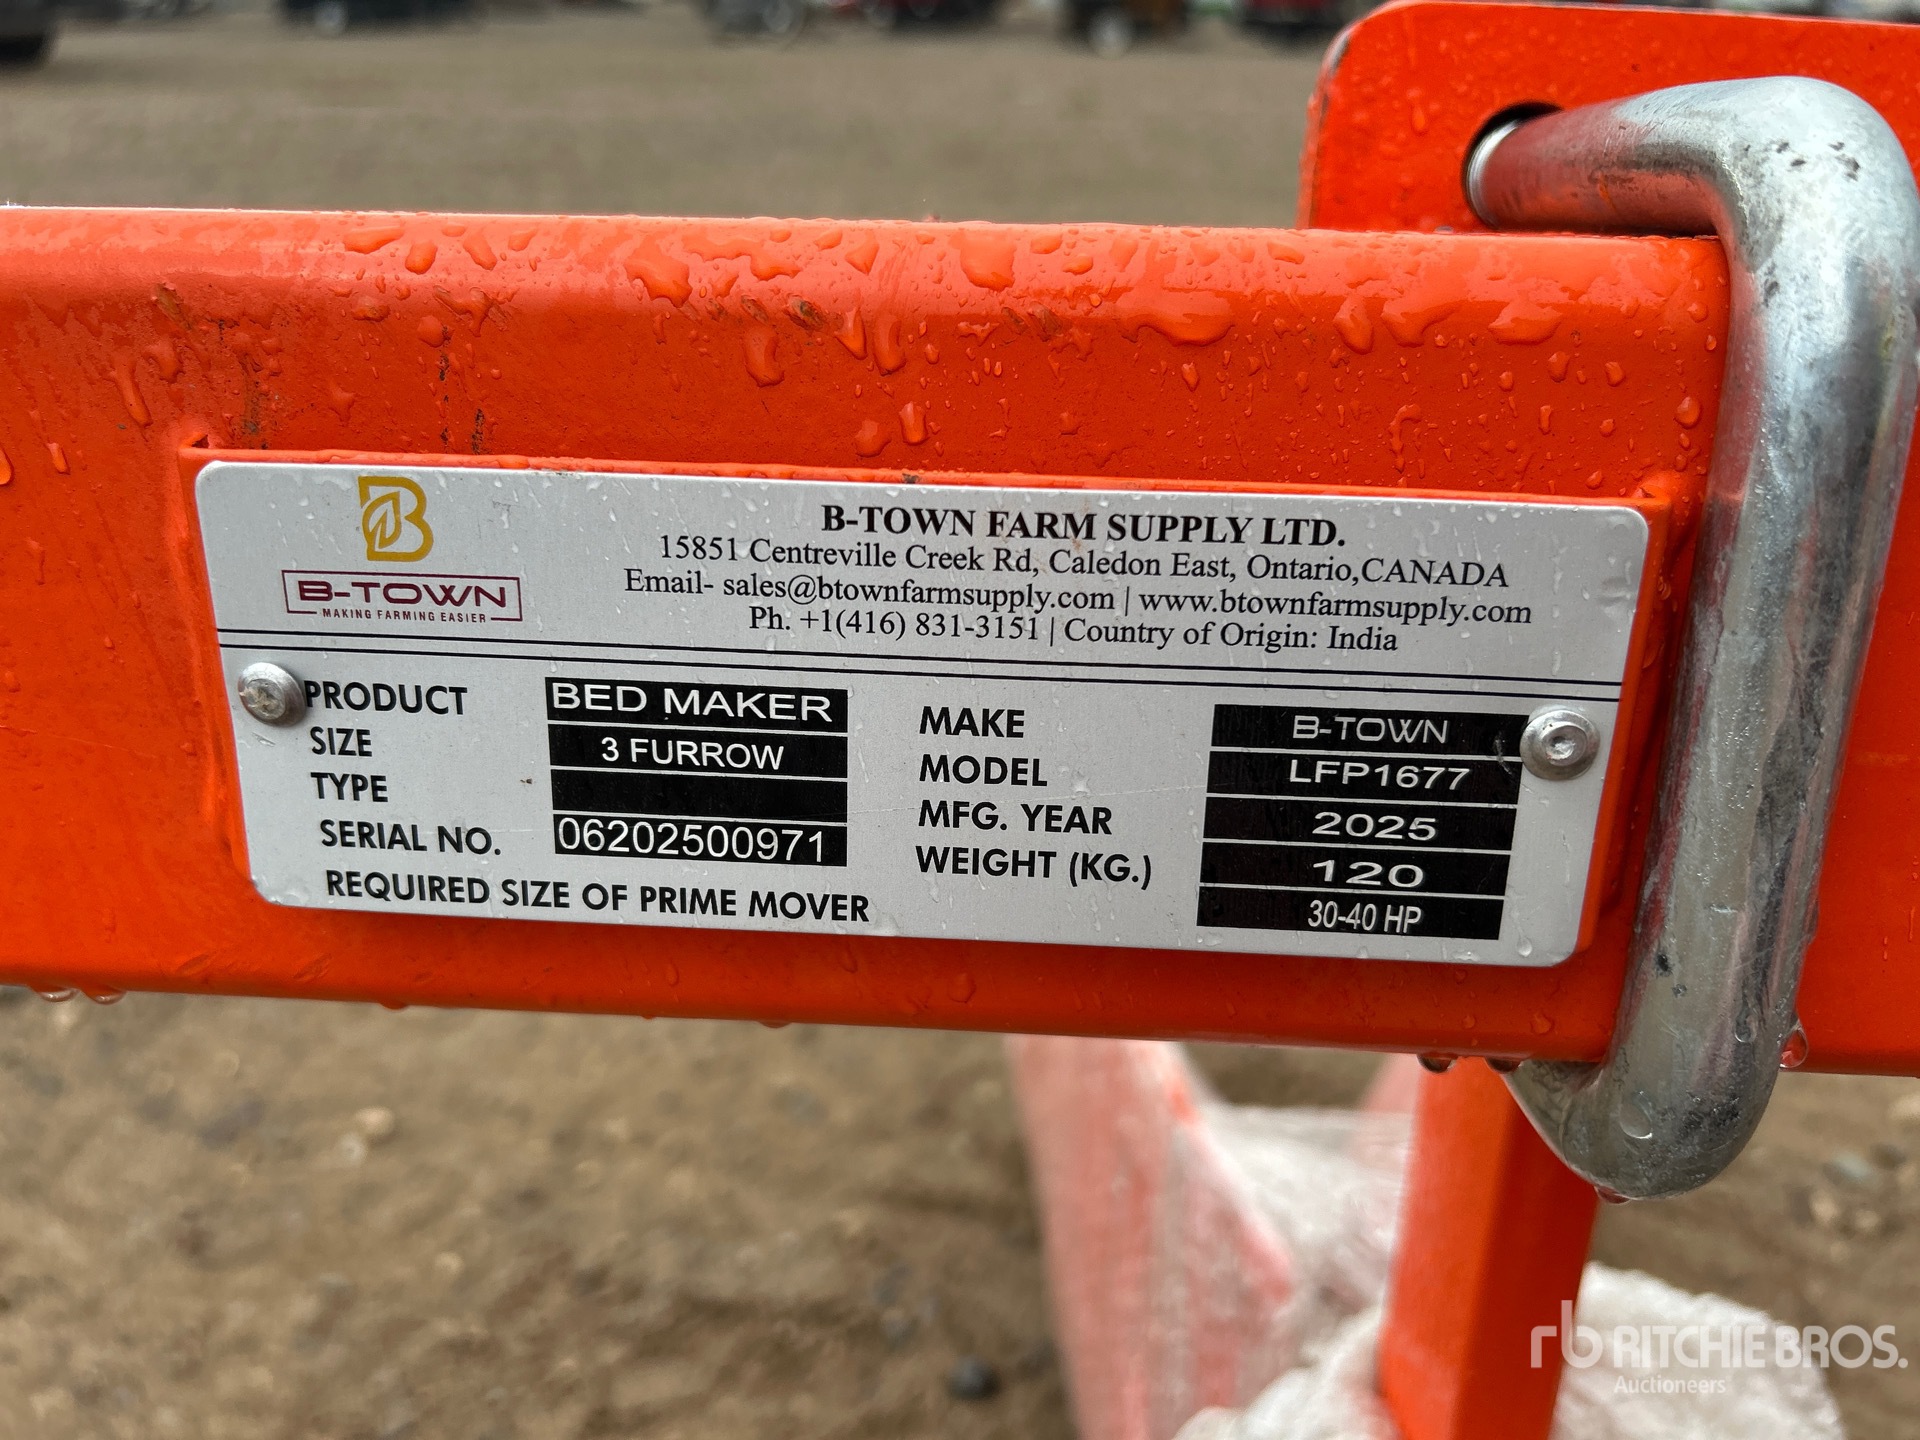 B-TOWN
MAKING FARMING EASIER
B-TOWN FARM SUPPLY LTD.
15851 Centreville Creek Rd, Caledon East, Ontario,CANADA
Email- sales@btownfarmsupply.com | www.btownfarmsupply.com
Ph. +1(416) 831-3151 | Country of Origin: India
PRODUCT BED MAKER
SIZE 3 FURROW
TYPE
SERIAL NO. 06202500971
MAKE B-TOWN
MODEL LFP1677
MFG. YEAR 2025
WEIGHT (KG.) 120
REQUIRED SIZE OF PRIME MOVER 30-40 HP
rb RITCHIE BROS.
Auctioneers